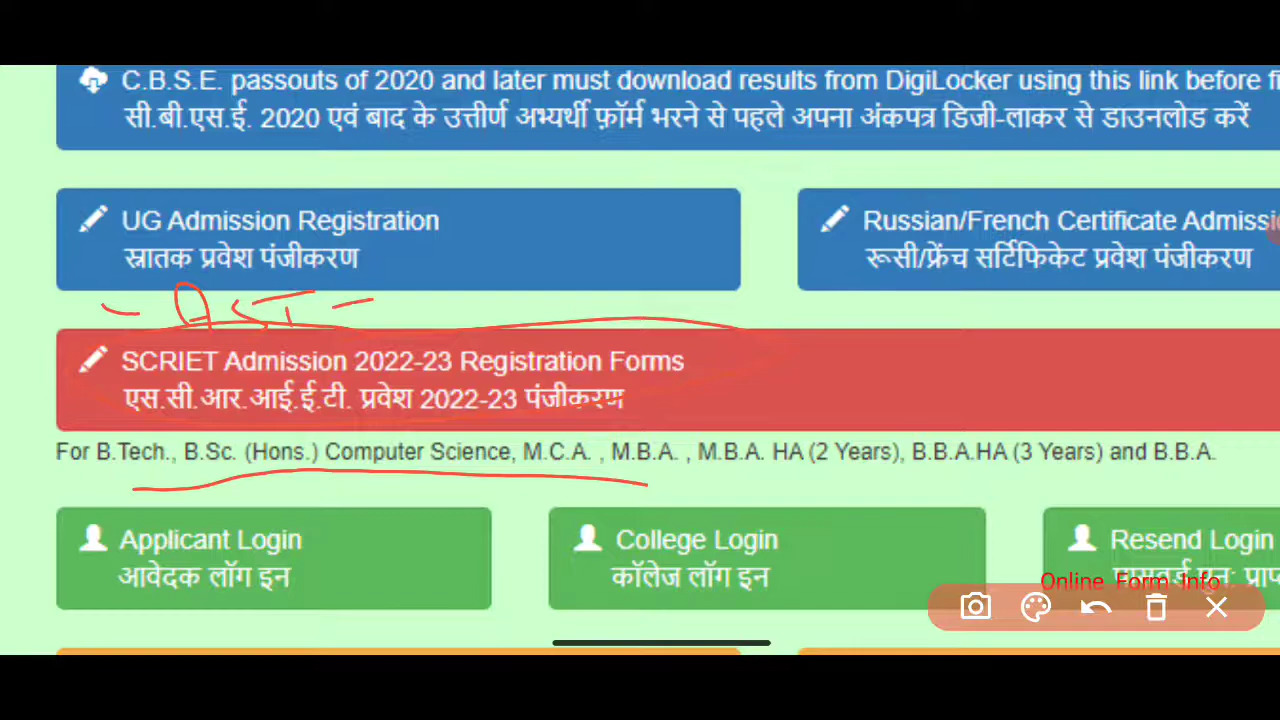 C.B.S.E. passouts of 2020 and later must download results from DigiLocker using this link before fi
सी.बी.एस.ई. 2020 एवं बाद के उत्तीर्ण अभ्यर्थी फ़ॉर्म भरने से पहले अपना अंकपत्र डिजी-लाकर से डाउनलोड करें
UG Admission Registration
स्नातक प्रवेश पंजीकरण
Russian/French Certificate Admissi
रूसी/फ्रेंच सर्टिफिकेट प्रवेश पंजीकरण
SCRIET Admission 2022-23 Registration Forms
एस.सी.आर.आई.ई.टी. प्रवेश 2022-23 पंजीकरण
For B.Tech., B.Sc. (Hons.) Computer Science, M.C.A. , M.B.A. , M.B.A. HA (2 Years), B.B.A.HA (3 Years) and B.B.A.
Applicant Login
आवेदक लॉग इन
College Login
कॉलेज लॉग इन
Resend Login
Online Form Info